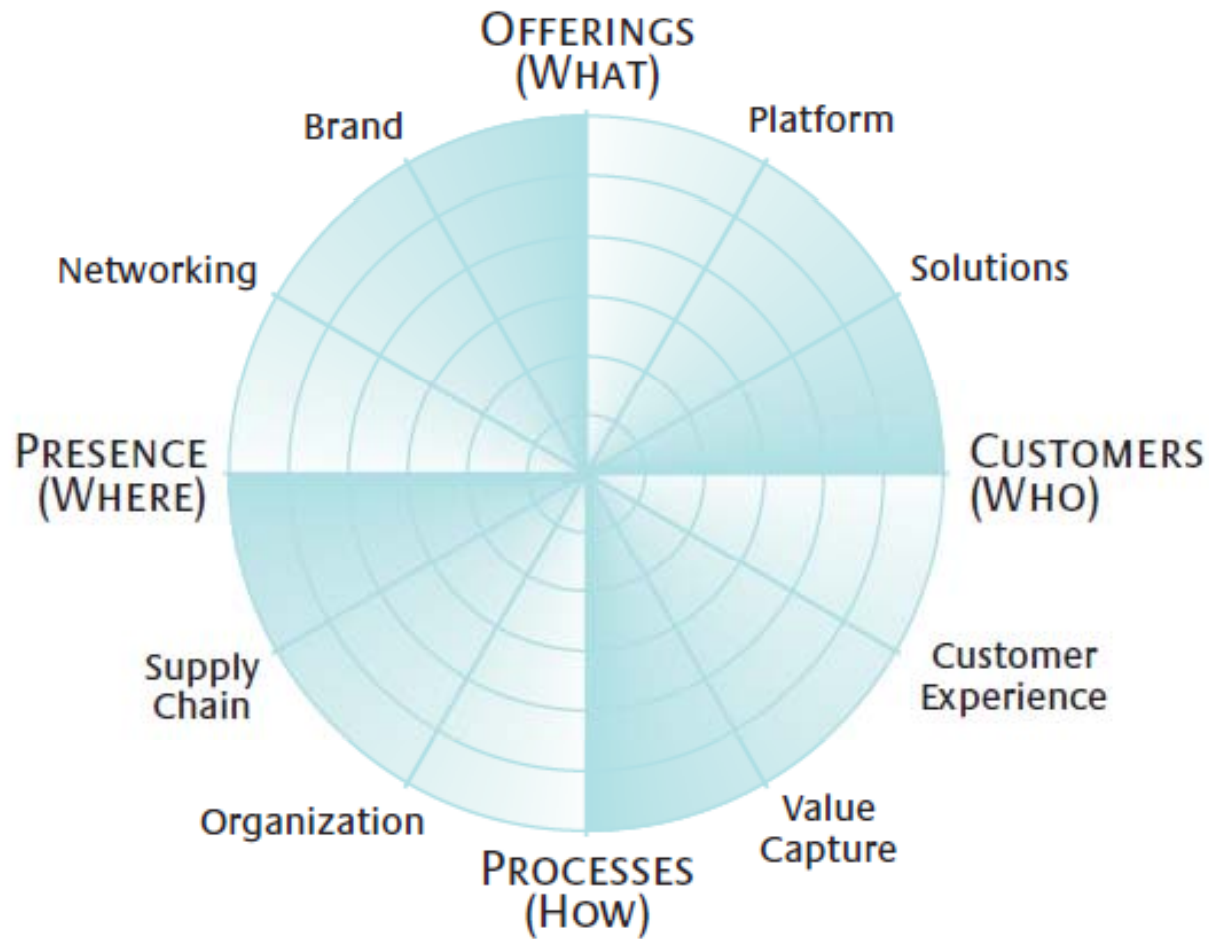 OFFERINGS
(WHAT)
Brand
Platform
Networking
Solutions
PRESENCE
(WHERE)
CUSTOMERS
(WHO)
Supply
Chain
Customer
Experience
Organization
Value
Capture
PROCESSES
(HOW)